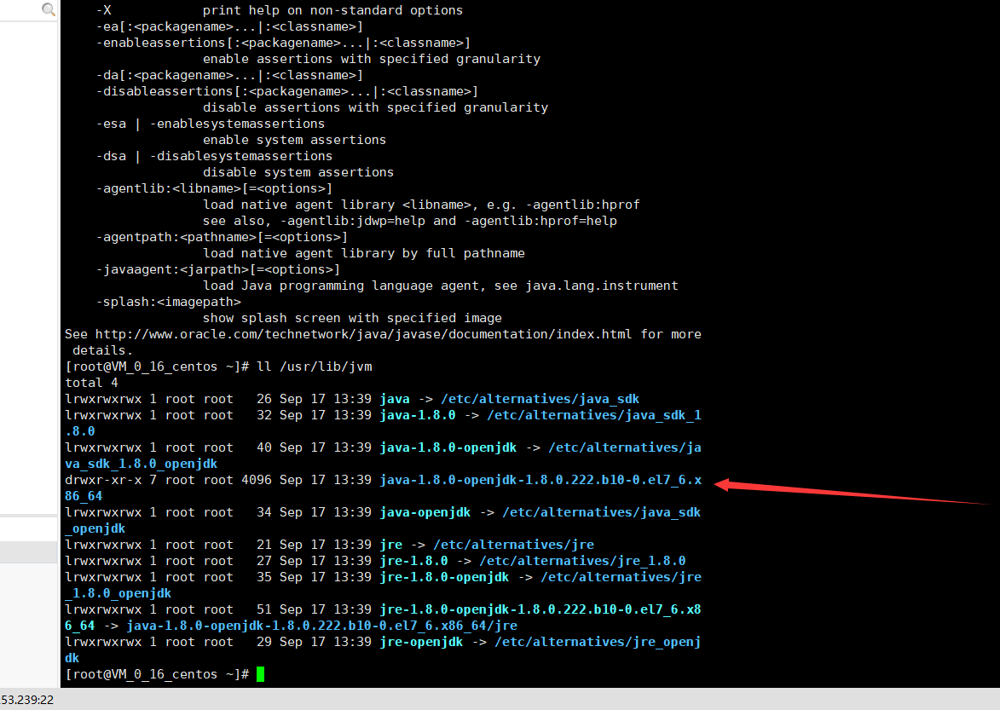 -X print help on non-standard options
-ea[:<packagename>...|:<classname>]
-enableassertions[:<packagename>...|:<classname>]
enable assertions with specified granularity
-da[:<packagename>...|:<classname>]
-disableassertions[:<packagename>...|:<classname>]
disable assertions with specified granularity
-esa | -enablesystemassertions
enable system assertions
-dsa | -disablesystemassertions
disable system assertions
-agentlib:<libname>[=<options>]
load native agent library <libname>, e.g. -agentlib:hprof
see also, -agentlib:jdwp=help and -agentlib:hprof=help
-agentpath:<pathname>[=<options>]
load native agent library by full pathname
-javaagent:<jarpath>[=<options>]
load Java programming language agent, see java.lang.instrument
-splash:<imagepath>
show splash screen with specified image
See http://www.oracle.com/technetwork/java/javase/documentation/index.html for more
details.
[root@VM_0_16_centos ~]# ll /usr/lib/jvm
total 4
lrwxrwxrwx 1 root root 26 Sep 17 13:39 java -> /etc/alternatives/java_sdk
lrwxrwxrwx 1 root root 32 Sep 17 13:39 java-1.8.0 -> /etc/alternatives/java_sdk_1
.8.0
lrwxrwxrwx 1 root root 40 Sep 17 13:39 java-1.8.0-openjdk -> /etc/alternatives/ja
va_sdk_1.8.0_openjdk
drwxr-xr-x 7 root root 4096 Sep 17 13:39 java-1.8.0-openjdk-1.8.0.222.b10-0.el7_6.x
86_64
lrwxrwxrwx 1 root root 34 Sep 17 13:39 java-openjdk -> /etc/alternatives/java_sdk
_openjdk
lrwxrwxrwx 1 root root 21 Sep 17 13:39 jre -> /etc/alternatives/jre
lrwxrwxrwx 1 root root 27 Sep 17 13:39 jre-1.8.0 -> /etc/alternatives/jre_1.8.0
lrwxrwxrwx 1 root root 35 Sep 17 13:39 jre-1.8.0-openjdk -> /etc/alternatives/jre
_1.8.0_openjdk
lrwxrwxrwx 1 root root 51 Sep 17 13:39 jre-1.8.0-openjdk-1.8.0.222.b10-0.el7_6.x8
6_64 -> java-1.8.0-openjdk-1.8.0.222.b10-0.el7_6.x86_64/jre
lrwxrwxrwx 1 root root 29 Sep 17 13:39 jre-openjdk -> /etc/alternatives/jre_openj
dk
[root@VM_0_16_centos ~]#
53.239:22